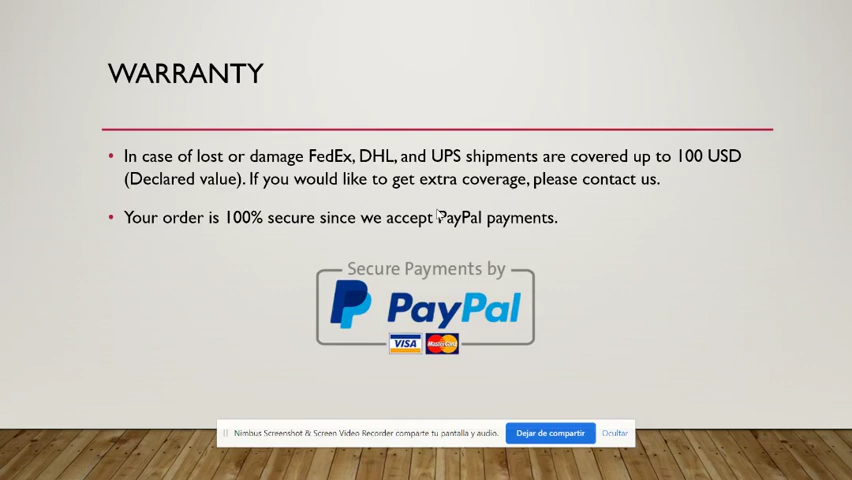 WARRANTY
• In case of lost or damage FedEx, DHL, and UPS shipments are covered up to 100 USD
(Declared value). If you would like to get extra coverage, please contact us.
• Your order is 100% secure since we accept PayPal payments.
Secure Payments by
PayPal
VISA MasterCard
Nimbus Screenshot & Screen Video Recorder comparte tu pantalla y audio. Dejar de compartir Ocultar